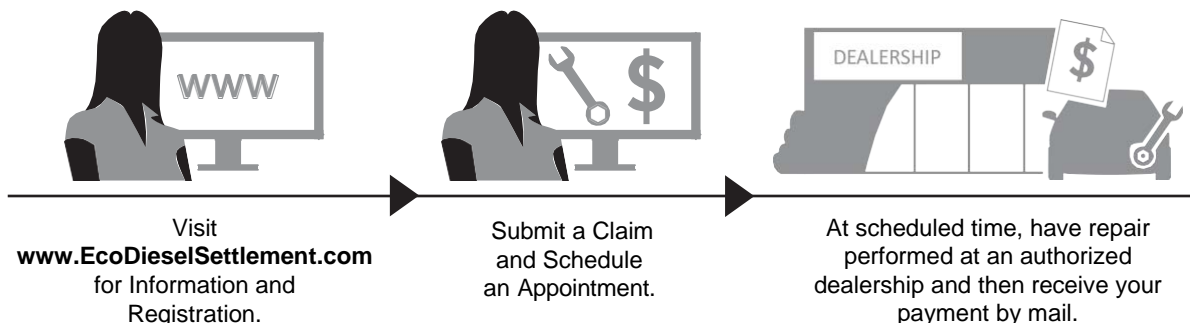 WWW
$
DEALERSHIP
$
Visit
www.EcoDieselSettlement.com
for Information and
Registration.
Submit a Claim
and Schedule
an Appointment.
At scheduled time, have repair
performed at an authorized
dealership and then receive your
payment by mail.